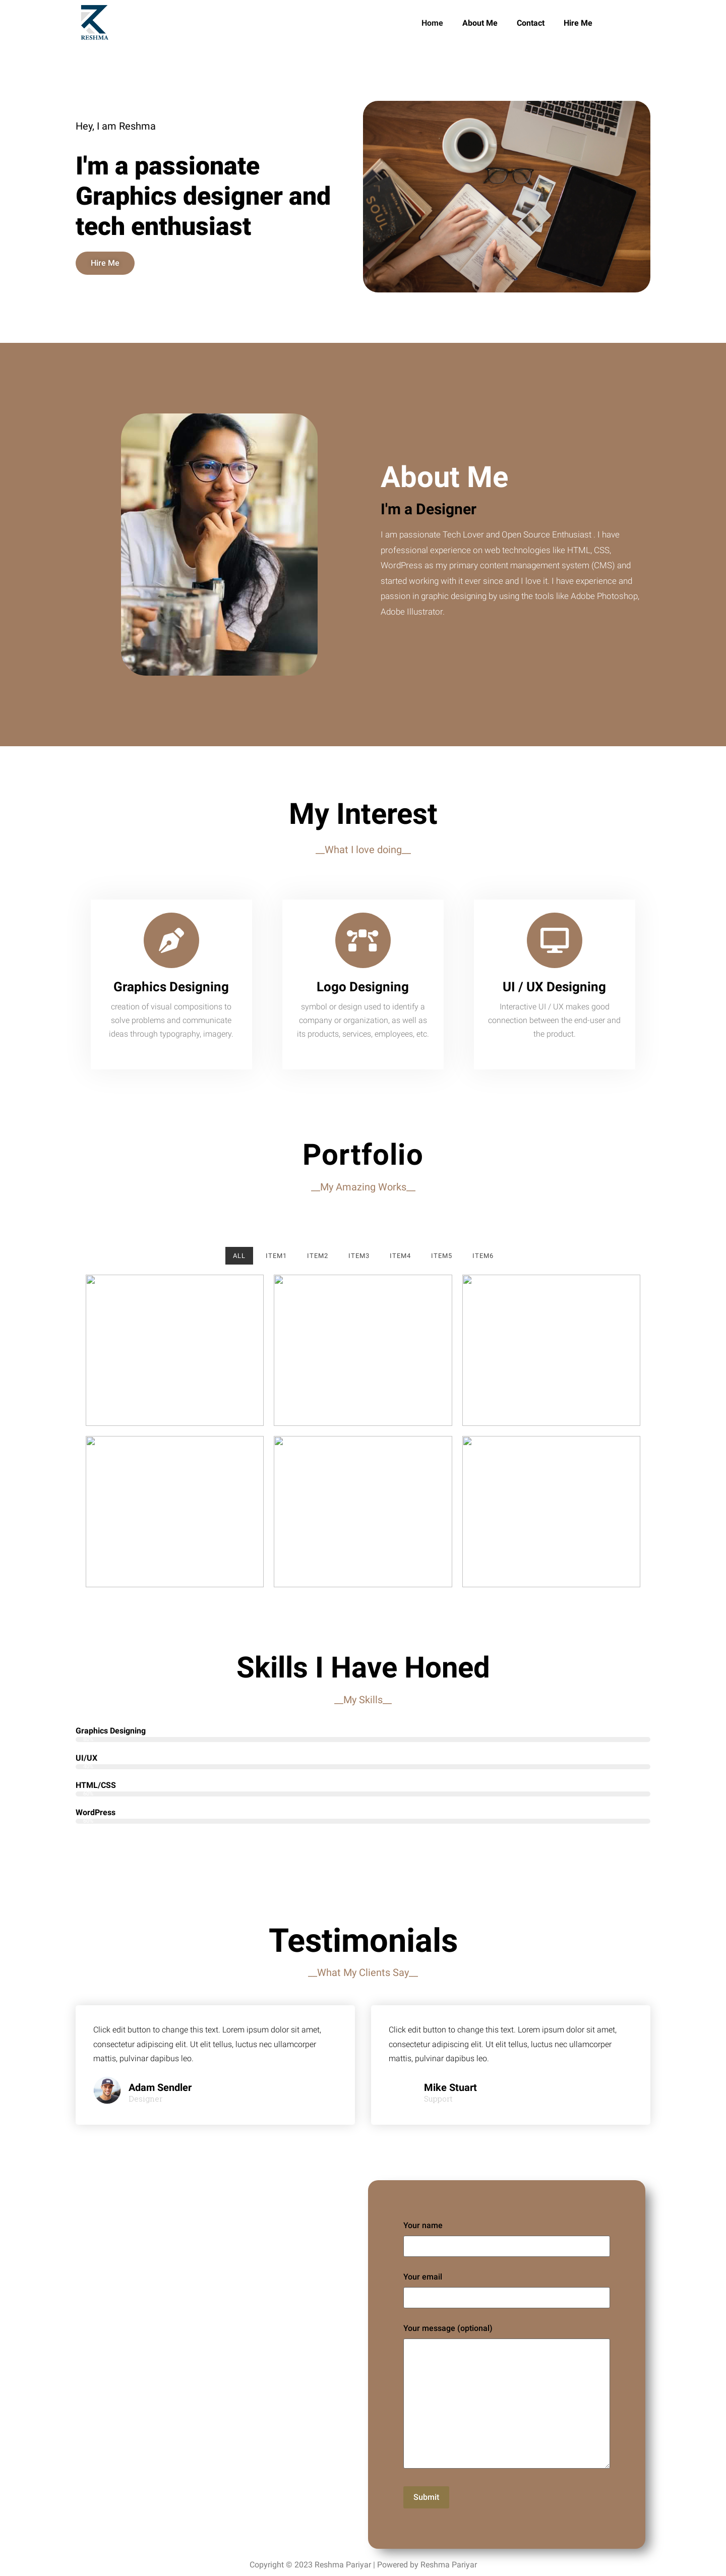 RESHMA
Home About Me Contact Hire Me
Hey, I am Reshma
I'm a passionate
Graphics designer and
tech enthusiast
Hire Me
SOUL
About Me
I'm a Designer
I am passionate Tech Lover and Open Source Enthusiast . I have
professional experience on web technologies like HTML, CSS,
WordPress as my primary content management system (CMS) and
started working with it ever since and I love it. I have experience and
passion in graphic designing by using the tools like Adobe Photoshop,
Adobe Illustrator.
My Interest
__What I love doing__
Graphics Designing
creation of visual compositions to
solve problems and communicate
ideas through typography, imagery.
Logo Designing
symbol or design used to identify a
company or organization, as well as
its products, services, employees, etc.
UI / UX Designing
Interactive UI / UX makes good
connection between the end-user and
the product.
Portfolio
__My Amazing Works__
ALL ITEM1 ITEM2 ITEM3 ITEM4 ITEM5 ITEM6
Skills I Have Honed
__My Skills__
Graphics Designing
UI/UX
HTML/CSS
WordPress
Testimonials
__What My Clients Say__
Click edit button to change this text. Lorem ipsum dolor sit amet,
consectetur adipiscing elit. Ut elit tellus, luctus nec ullamcorper
mattis, pulvinar dapibus leo.
Adam Sendler
Designer
Click edit button to change this text. Lorem ipsum dolor sit amet,
consectetur adipiscing elit. Ut elit tellus, luctus nec ullamcorper
mattis, pulvinar dapibus leo.
Mike Stuart
Support
Your name
Your email
Your message (optional)
Submit
Copyright © 2023 Reshma Pariyar | Powered by Reshma Pariyar